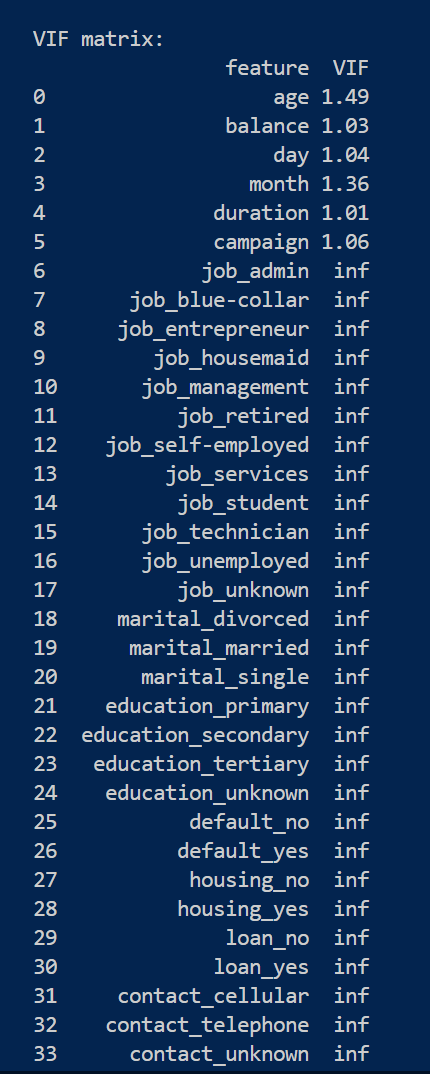 VIF matrix:
feature VIF
0 age 1.49
1 balance 1.03
2 day 1.04
3 month 1.36
4 duration 1.01
5 campaign 1.06
6 job_admin inf
7 job_blue-collar inf
8 job_entrepreneur inf
9 job_housemaid inf
10 job_management inf
11 job_retired inf
12 job_self-employed inf
13 job_services inf
14 job_student inf
15 job_technician inf
16 job_unemployed inf
17 job_unknown inf
18 marital_divorced inf
19 marital_married inf
20 marital_single inf
21 education_primary inf
22 education_secondary inf
23 education_tertiary inf
24 education_unknown inf
25 default_no inf
26 default_yes inf
27 housing_no inf
28 housing_yes inf
29 loan_no inf
30 loan_yes inf
31 contact_cellular inf
32 contact_telephone inf
33 contact_unknown inf